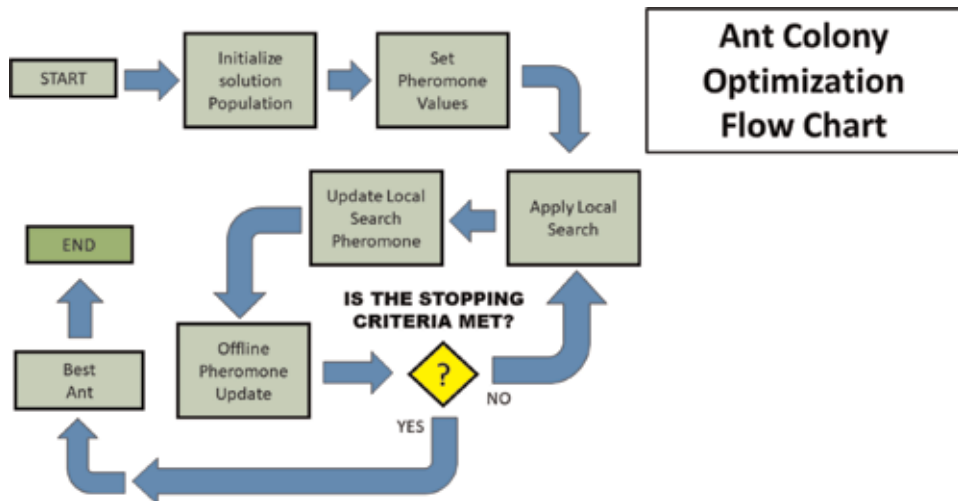 Ant Colony
Optimization
Flow Chart
START
Initialize
solution
Population
Set
Pheromone
Values
Apply Local
Search
Update Local
Search
Pheromone
Offline
Pheromone
Update
IS THE STOPPING
CRITERIA MET?
?
NO
YES
Best
Ant
END